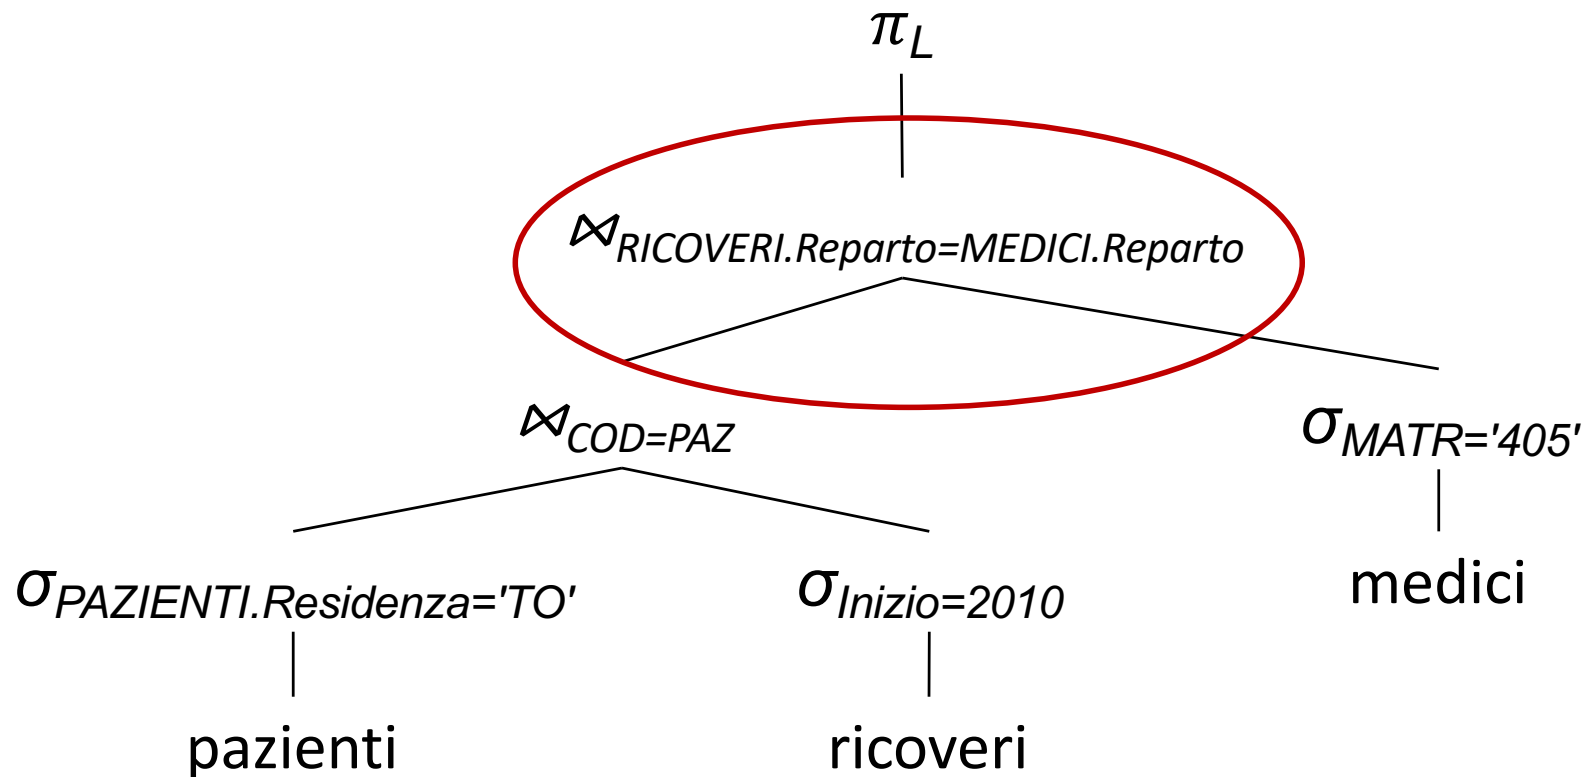 π_L
⋈_RICOVERI.Reparto=MEDICI.Reparto
⋈_COD=PAZ
σ_MATR='405'
σ_PAZIENTI.Residenza='TO'
σ_Inizio=2010
medici
pazienti
ricoveri